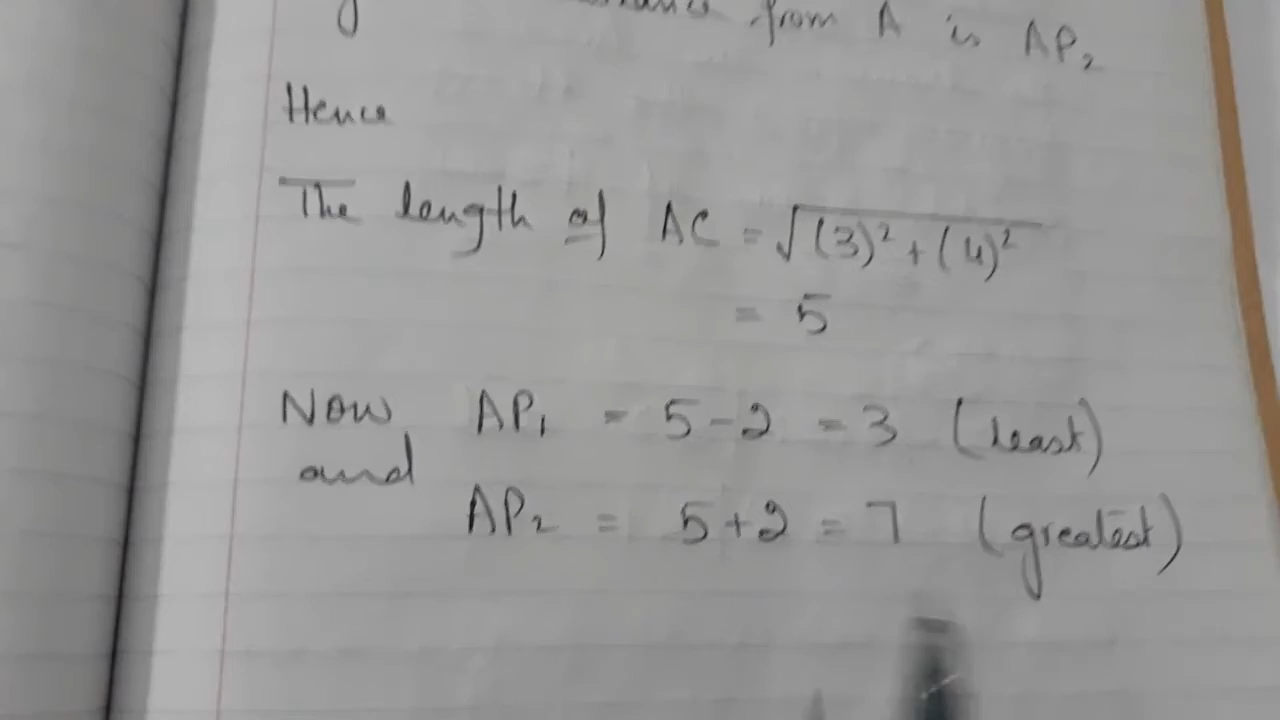 from A is AP₂
Hence
The length of AC = √(3)² + (4)²
= 5
Now, AP₁ = 5 - 2 = 3 (least)
and
AP₂ = 5 + 2 = 7 (greatest)